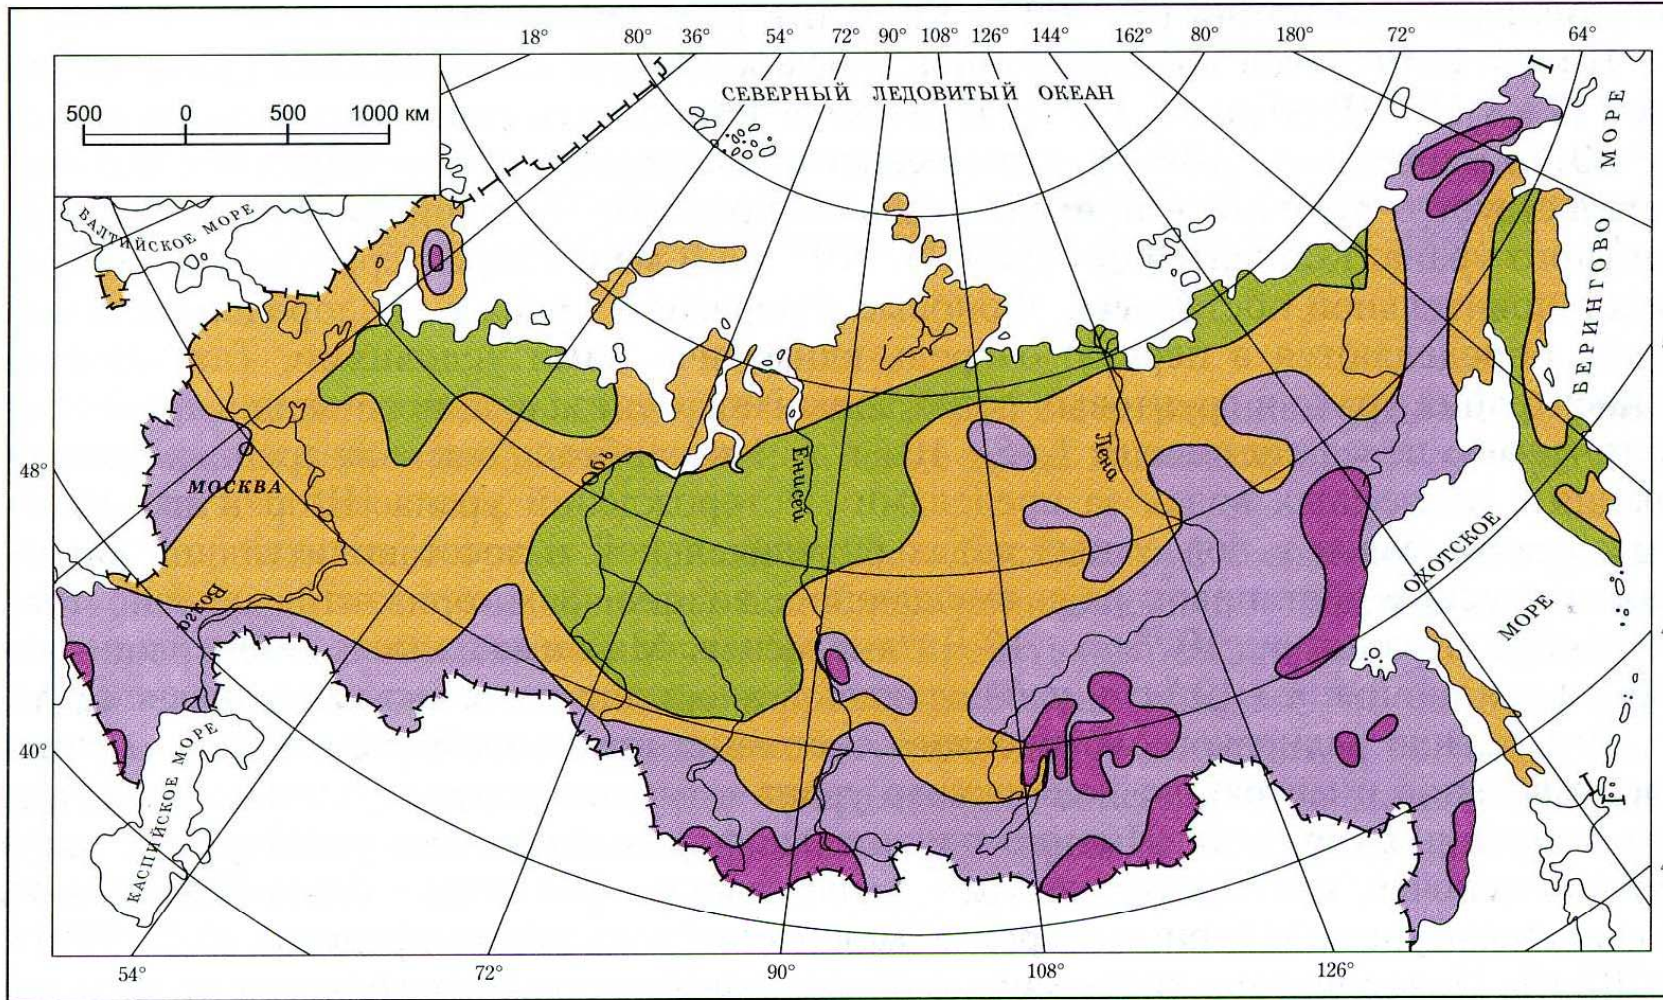 18° 80° 36° 54° 72° 90° 108° 126° 144° 162° 80° 180° 72° 64°
СЕВЕРНЫЙ ЛЕДОВИТЫЙ ОКЕАН
500 0 500 1000 км
БАЛТИЙСКОЕ МОРЕ
БЕРИНГОВО МОРЕ
48°
МОСКВА
Обь
Енисей
Лена
Волга
ОХОТСКОЕ
МОРЕ
40°
КАСПИЙСКОЕ МОРЕ
54° 72° 90° 108° 126°